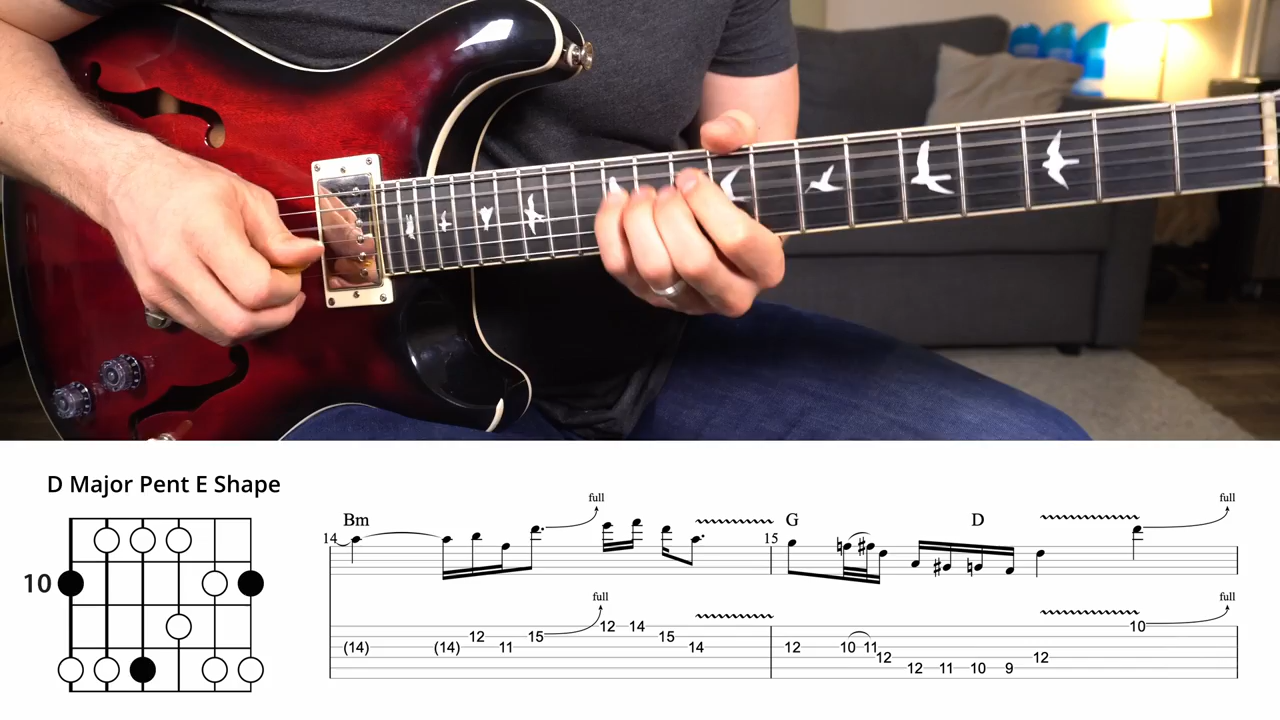 D Major Pent E Shape
10
Bm G D
full full
14 15
full full
12 14 10
12 15 15
(14) (14) 11 14 12 10 11
12 12
12 11 10 9